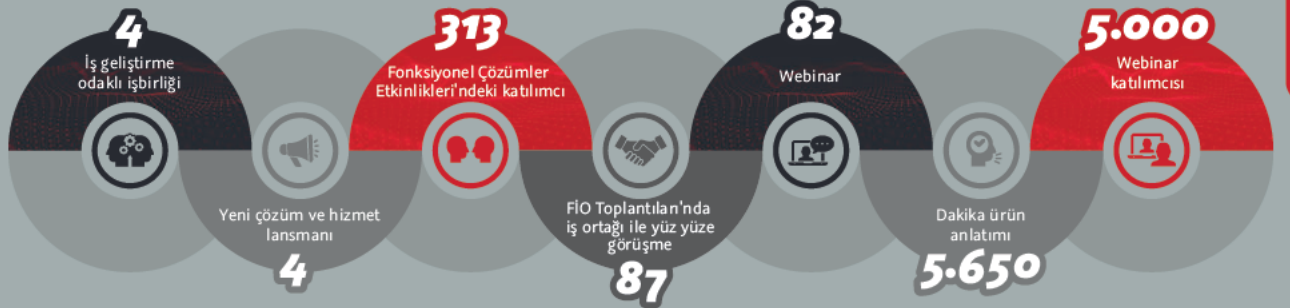 4
İş geliştirme
odaklı işbirliği
Yeni çözüm ve hizmet
lansmanı
4
313
Fonksiyonel Çözümler
Etkinlikleri'ndeki katılımcı
FİO Toplantıları'nda
iş ortağı ile yüz yüze
görüşme
87
82
Webinar
Dakika ürün
anlatımı
5.650
5.000
Webinar
katılımcısı